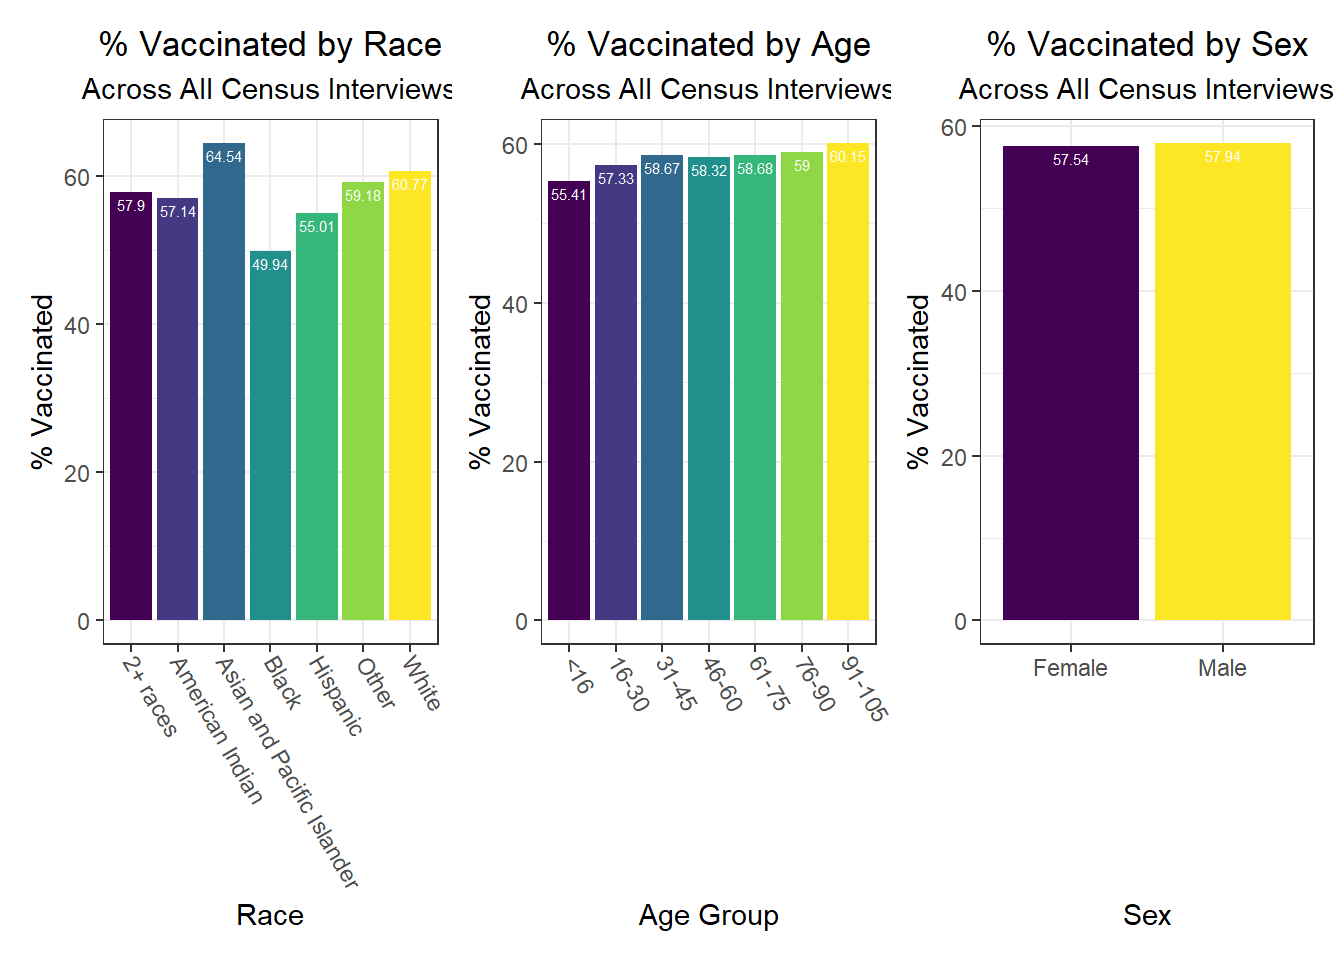 % Vaccinated by Race
Across All Census Interviews
% Vaccinated
60
40
20
0
57.9
57.14
64.54
49.94
55.01
59.18
60.77
2+ races
American Indian
Asian and Pacific Islander
Black
Hispanic
Other
White
Race
% Vaccinated by Age
Across All Census Interviews
% Vaccinated
60
40
20
0
55.41
57.33
58.67
58.32
58.68
59
60.15
<16
16-30
31-45
46-60
61-75
76-90
91-105
Age Group
% Vaccinated by Sex
Across All Census Interviews
% Vaccinated
60
40
20
0
57.54
57.94
Female
Male
Sex